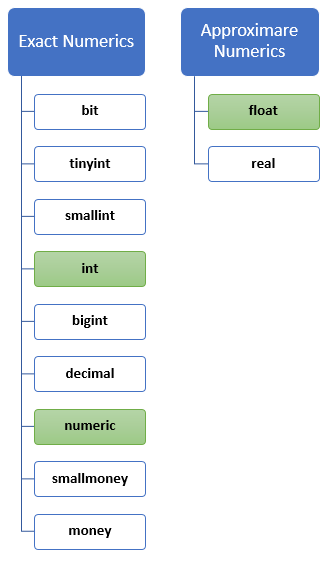 Exact Numerics
bit
tinyint
smallint
int
bigint
decimal
numeric
smallmoney
money
Approximare
Numerics
float
real